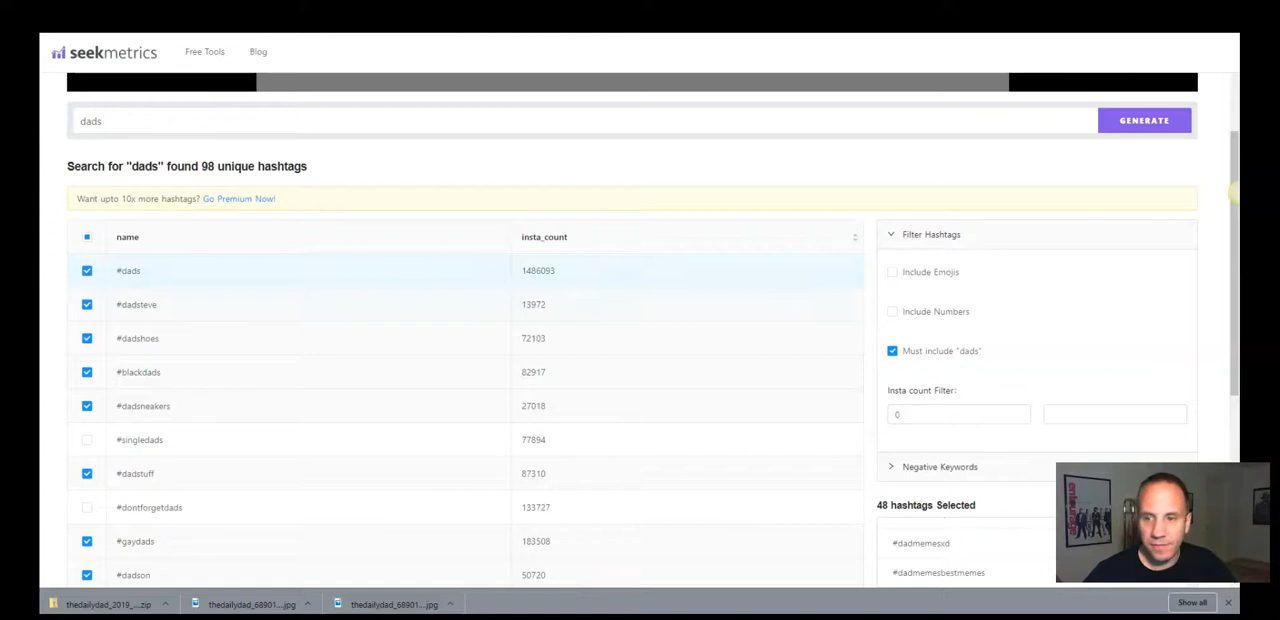 seekmetrics Free Tools Blog
dads GENERATE
Search for "dads" found 98 unique hashtags
Want upto 10x more hashtags? Go Premium Now!
name insta_count
#dads 1486093
#dadsteve 13972
#dadshoes 72103
#blackdads 82917
#dadsneakers 27018
#singledads 77894
#dadstuff 87310
#dontforgetdads 133727
#gaydads 183508
#dadson 50720
Filter Hashtags
Include Emojis
Include Numbers
Must include "dads"
Insta count Filter:
0
Negative Keywords
48 hashtags Selected
#dadmemesxd
#dadmemesbestmemes
entourage
thedailydad_2019_....zip thedailydad_68901....jpg thedailydad_68901....jpg Show all